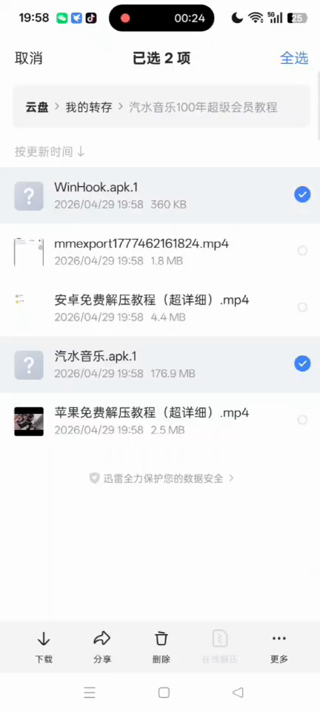 19:58
00:24
5G
25
取消
已选 2 项
全选
云盘 > 我的转存 > 汽水音乐100年超级会员教程
按更新时间↓
WinHook.apk.1
2026/04/29 19:58 360 KB
mmexport1777462161824.mp4
2026/04/29 19:58 1.8 MB
安卓免费解压教程（超详细）.mp4
2026/04/29 19:58 4.4 MB
汽水音乐.apk.1
2026/04/29 19:58 176.9 MB
苹果免费解压教程（超详细）.mp4
2026/04/29 19:58 2.5 MB
迅雷全力保护您的数据安全 >
下载
分享
删除
在线解压
更多